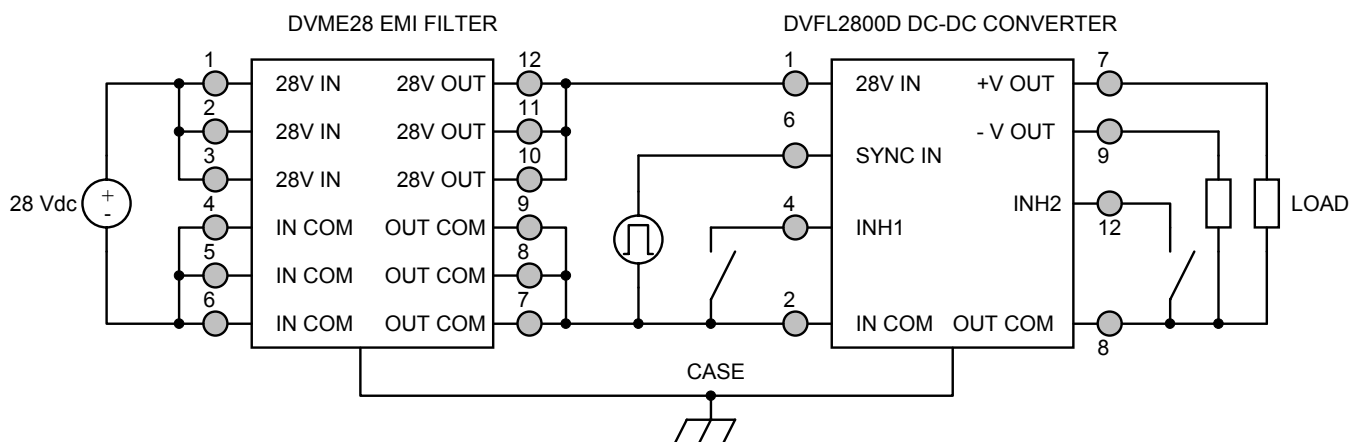 DVME28 EMI FILTER
DVFL2800D DC-DC CONVERTER
1 28V IN 28V OUT 12
2 28V IN 28V OUT 11
3 28V IN 28V OUT 10
4 IN COM OUT COM 9
5 IN COM OUT COM 8
6 IN COM OUT COM 7
28 Vdc
+
-
1 28V IN +V OUT 7
6 SYNC IN - V OUT 9
4 INH1 INH2 12
2 IN COM OUT COM 8
LOAD
CASE